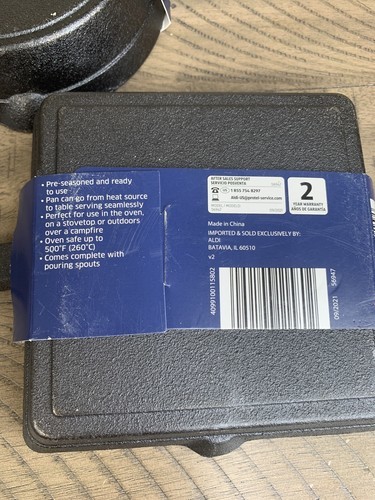 • Pre-seasoned and ready
to use
• Pan can go from heat source
to table serving seamlessly
• Perfect for use in the oven,
on a stovetop or outdoors
over a campfire
• Oven safe up to
500°F (260°C)
• Comes complete with
pouring spouts
AFTER SALES SUPPORT
SERVICIO POSVENTA
1 855 754 8297
2
YEAR WARRANTY
AÑOS DE GARANTÍA
Made in China
IMPORTED & SOLD EXCLUSIVELY BY:
ALDI
BATAVIA, IL 60510
v2
4099100115802
56947
09/2021